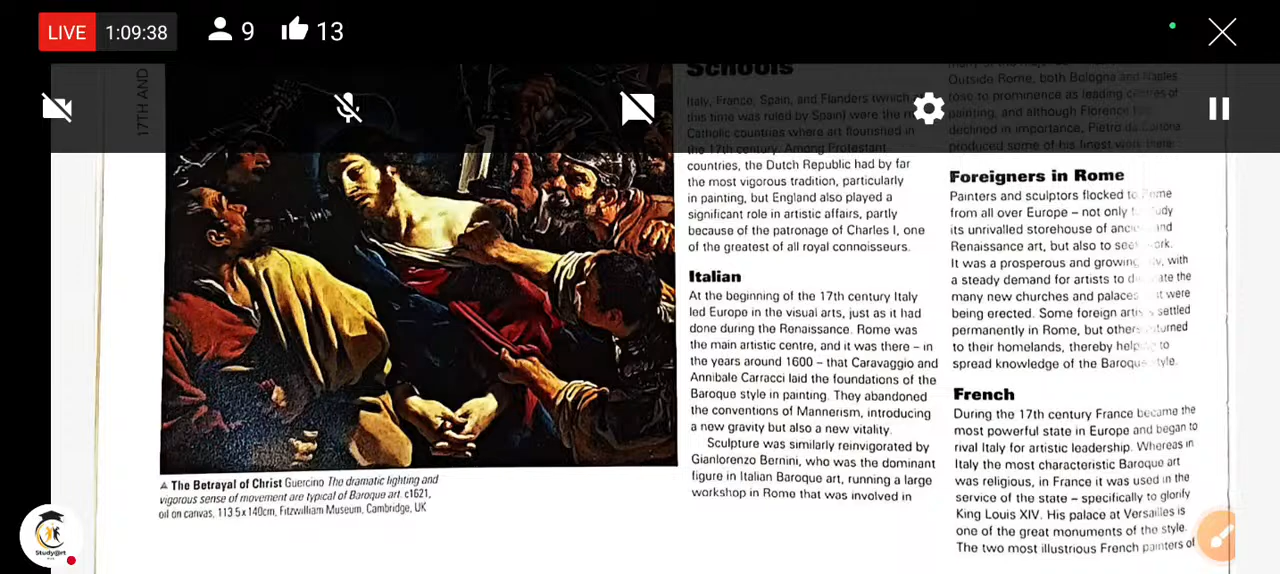 LIVE 1:09:38 9 13
17TH AND
Schools
Italy, France, Spain, and Flanders (which
this time was ruled by Spain) were the
Catholic countries where art flourished in
the 17th century. Among Protestant
countries, the Dutch Republic had by far
the most vigorous tradition, particularly
in painting, but England also played a
significant role in artistic affairs, partly
because of the patronage of Charles I, one
of the greatest of all royal connoisseurs.
Italian
At the beginning of the 17th century Italy
led Europe in the visual arts, just as it had
done during the Renaissance. Rome was
the main artistic centre, and it was there – in
the years around 1600 – that Caravaggio and
Annibale Carracci laid the foundations of the
Baroque style in painting. They abandoned
the conventions of Mannerism, introducing
a new gravity but also a new vitality.
Sculpture was similarly reinvigorated by
Gianlorenzo Bernini, who was the dominant
figure in Italian Baroque art, running a large
workshop in Rome that was involved in
Outside Rome, both Bologna and Naples
rose to prominence as leading centres of
painting, and although Florence
declined in importance, Pietro da Cortona
produced some of his finest work there.
Foreigners in Rome
Painters and sculptors flocked to
from all over Europe – not only
its unrivalled storehouse of
Renaissance art, but also to
It was a prosperous and growing with
a steady demand for artists to the
many new churches and palaces were
being erected. Some foreign settled
permanently in Rome, but
to their homelands, thereby to
spread knowledge of the
French
During the 17th century France became the
most powerful state in Europe and began to
rival Italy for artistic leadership. Whereas in
Italy the most characteristic Baroque art
was religious, in France it was used in the
service of the state – specifically to glorify
King Louis XIV. His palace at Versailles is
one of the great monuments of the style.
The two most illustrious French painters of
▲ The Betrayal of Christ Guercino The dramatic lighting and
vigorous sense of movement are typical of Baroque art. c1621,
oil on canvas, 113.5x140cm, Fitzwilliam Museum, Cambridge, UK
Study@rt